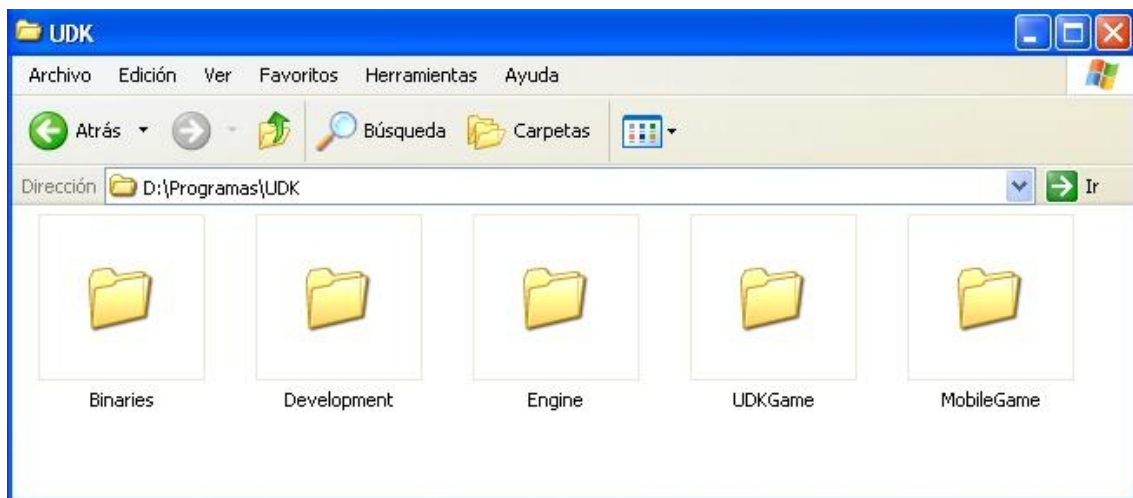 UDK
Archivo Edición Ver Favoritos Herramientas Ayuda
Atrás Búsqueda Carpetas
Dirección D:\Programas\UDK Ir
Binaries Development Engine UDKGame MobileGame